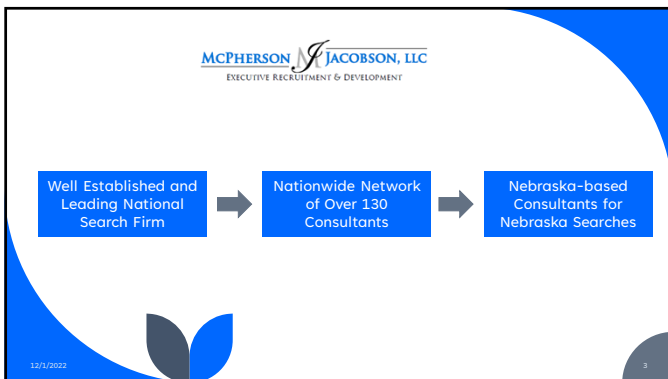 McPherson Jacobson, LLC
Executive Recruitment & Development
Well Established and
Leading National
Search Firm
Nationwide Network
of Over 130
Consultants
Nebraska-based
Consultants for
Nebraska Searches
12/1/2022
3